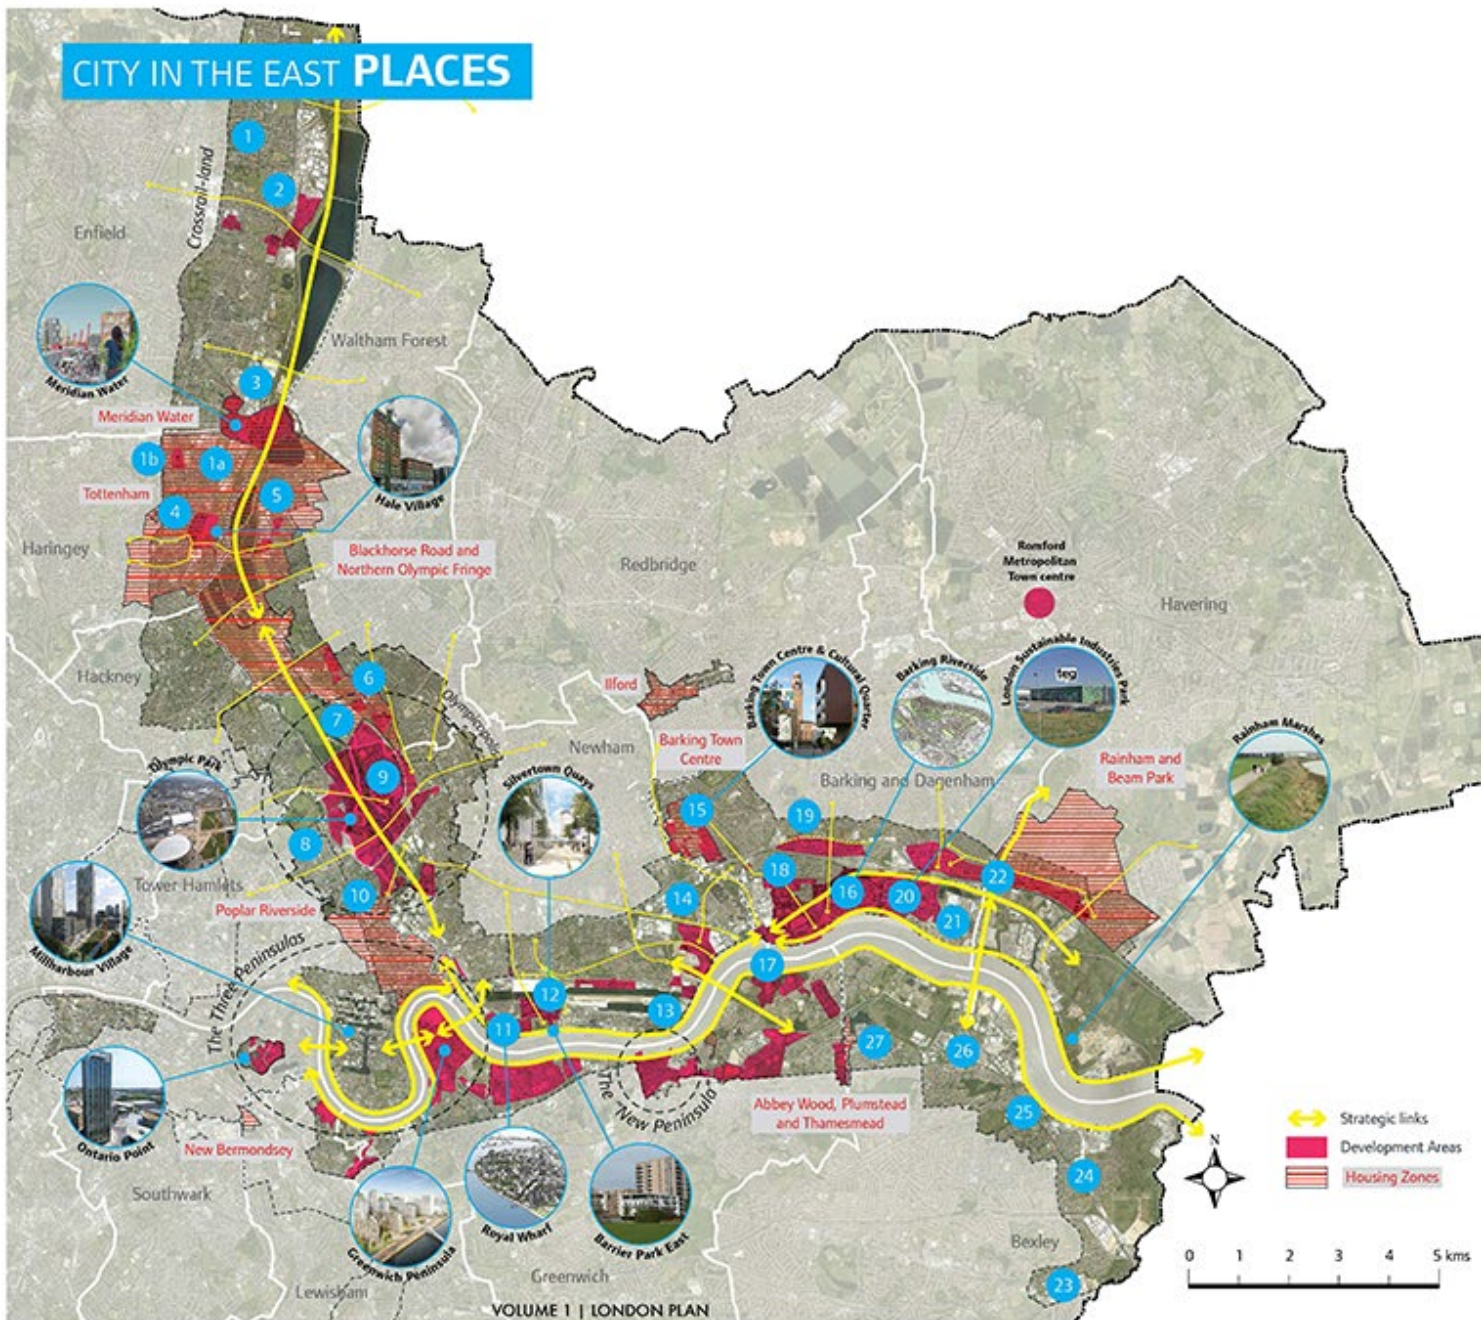 CITY IN THE EAST PLACES
1
Crossrail-land
2
Enfield
Waltham Forest
Meridian Water
3
Meridian Water
Hale Village
1b
1a
Tottenham
5
4
Haringey
Blackhorse Road and
Northern Olympic Fringe
Redbridge
Romford
Metropolitan
Town centre
Havering
Hackney
6
Olympicopolis
7
Ilford
Barking Town Centre & Cultural Quarter
Barking Riverside
London Sustainable Industries Park
teg
Rainham Marshes
Newham
Barking Town
Centre
Barking and Dagenham
Rainham and
Beam Park
Olympic Park
9
Silvertown Quays
8
15
19
Tower Hamlets
10
Poplar Riverside
18
16
20
22
14
21
Millharbour Village
The Three Peninsulas
17
12
11
13
27
26
Ontario Point
The 'New Peninsula'
Abbey Wood, Plumstead
and Thamesmead
25
New Bermondsey
Southwark
Greenwich Peninsula
Royal Wharf
Barrier Park East
24
Bexley
23
Lewisham
Greenwich
VOLUME 1 | LONDON PLAN
Strategic links
Development Areas
Housing Zones
N
0 1 2 3 4 5 kms